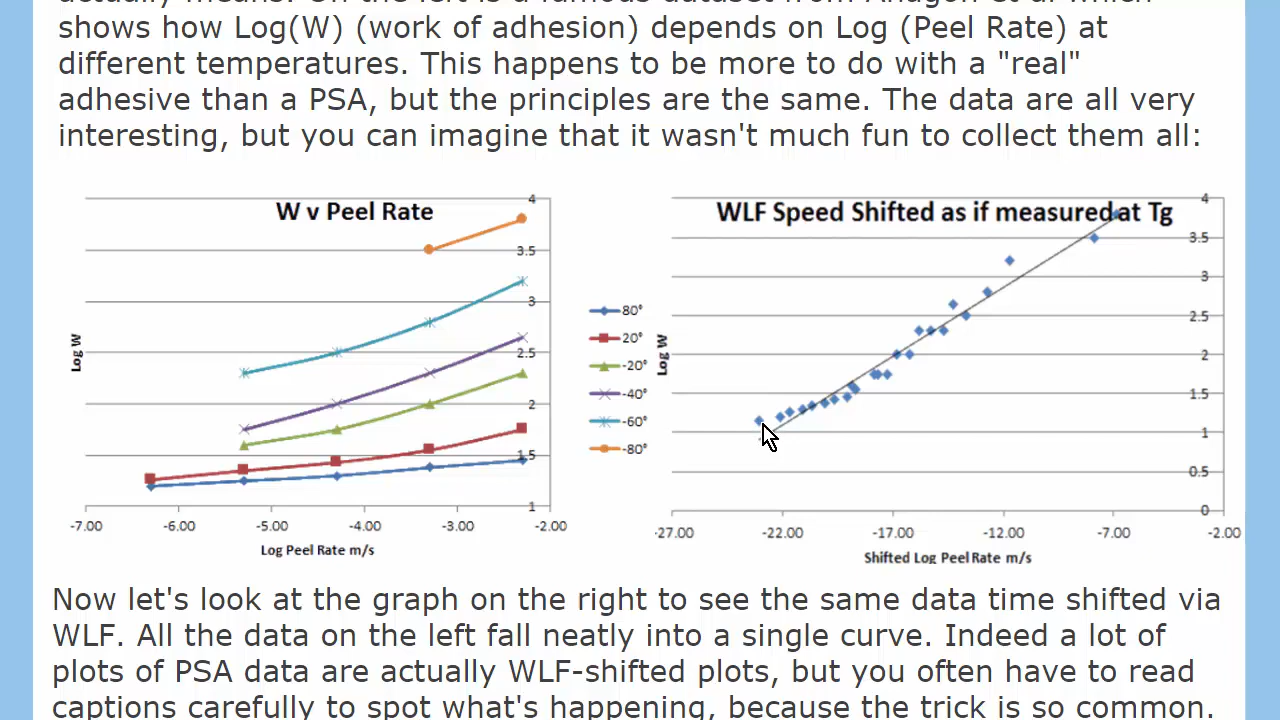 shows how Log(W) (work of adhesion) depends on Log (Peel Rate) at
different temperatures. This happens to be more to do with a "real"
adhesive than a PSA, but the principles are the same. The data are all very
interesting, but you can imagine that it wasn't much fun to collect them all:
W v Peel Rate
4
3.5
3
2.5
2
1.5
1
Log W
-7.00 -6.00 -5.00 -4.00 -3.00 -2.00
Log Peel Rate m/s
80°
20°
-20°
-40°
-60°
-80°
WLF Speed Shifted as if measured at Tg
4
3.5
3
2.5
2
1.5
1
0.5
0
Log W
-27.00 -22.00 -17.00 -12.00 -7.00 -2.00
Shifted Log Peel Rate m/s
Now let's look at the graph on the right to see the same data time shifted via
WLF. All the data on the left fall neatly into a single curve. Indeed a lot of
plots of PSA data are actually WLF-shifted plots, but you often have to read
captions carefully to spot what's happening, because the trick is so common.